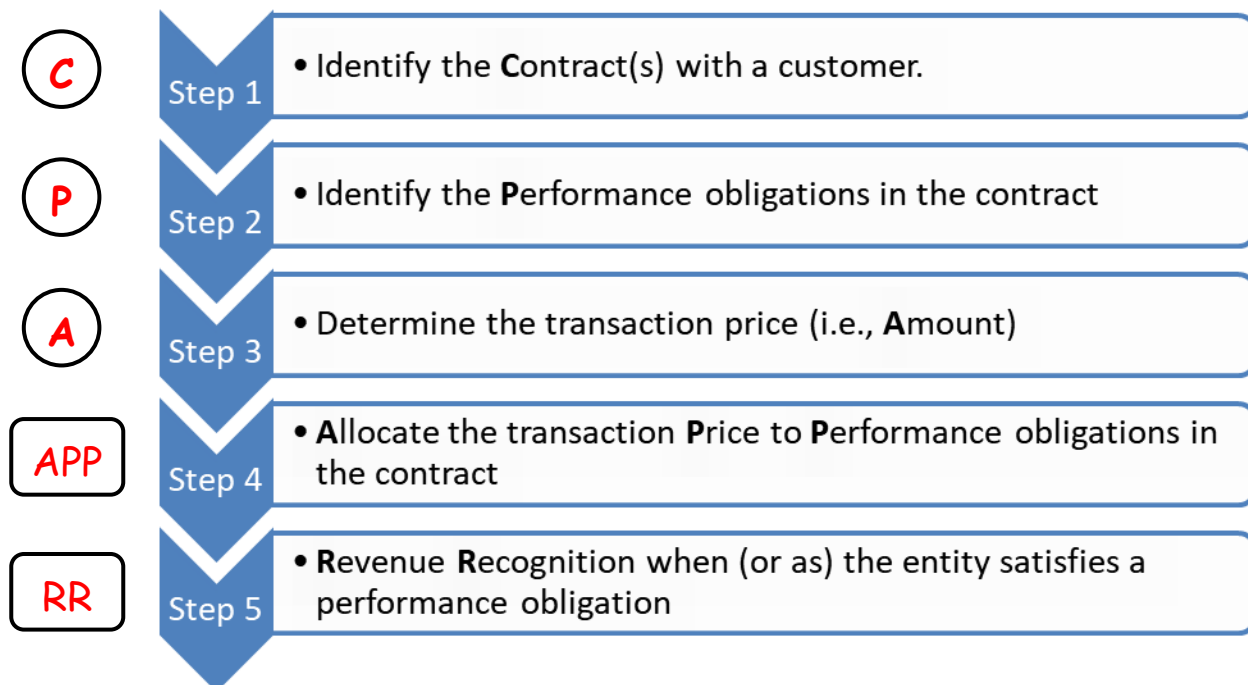 C
Step 1
• Identify the Contract(s) with a customer.
P
Step 2
• Identify the Performance obligations in the contract
A
Step 3
• Determine the transaction price (i.e., Amount)
APP
Step 4
• Allocate the transaction Price to Performance obligations in
the contract
RR
Step 5
• Revenue Recognition when (or as) the entity satisfies a
performance obligation